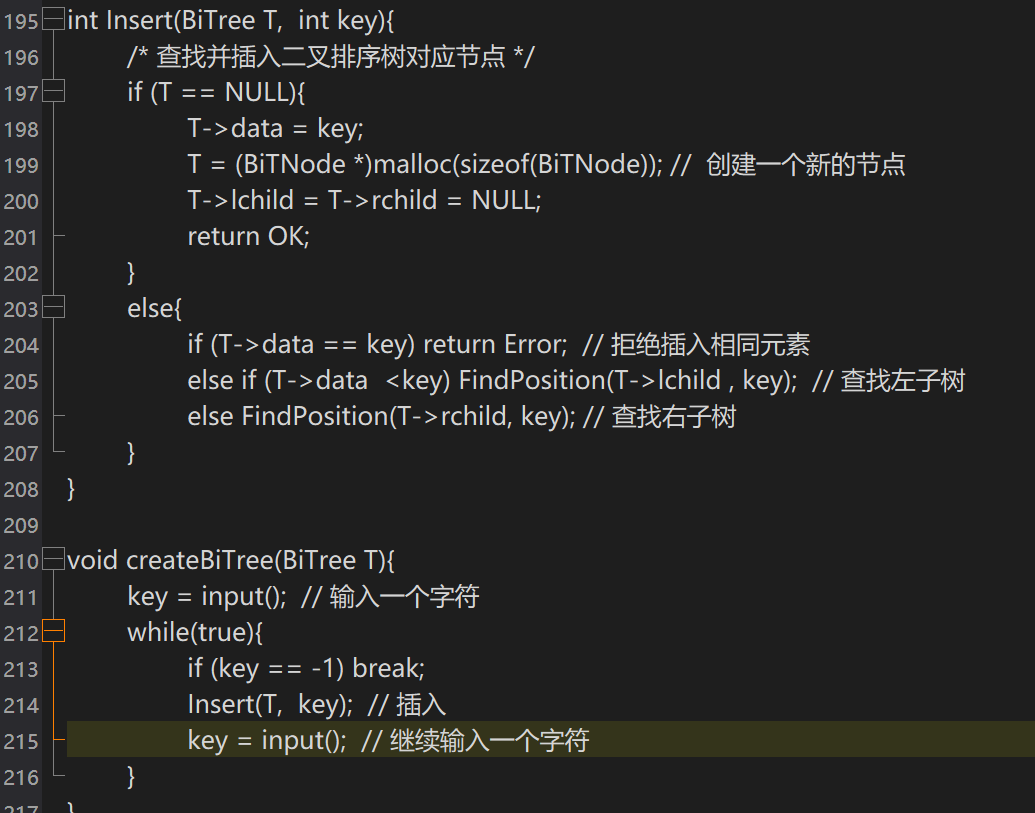 195 int Insert(BiTree T,  int key){
196 /* 查找并插入二叉排序树对应节点 */
197 if (T == NULL){
198 T->data = key;
199 T = (BiTNode *)malloc(sizeof(BiTNode)); //  创建一个新的节点
200 T->lchild = T->rchild = NULL;
201 return OK;
202 }
203 else{
204 if (T->data == key) return Error;  // 拒绝插入相同元素
205 else if (T->data  <key) FindPosition(T->lchild , key);  // 查找左子树
206 else FindPosition(T->rchild, key); // 查找右子树
207 }
208 }
209
210 void createBiTree(BiTree T){
211 key = input();  // 输入一个字符
212 while(true){
213 if (key == -1) break;
214 Insert(T,  key);  // 插入
215 key = input();  // 继续输入一个字符
216 }
217 }